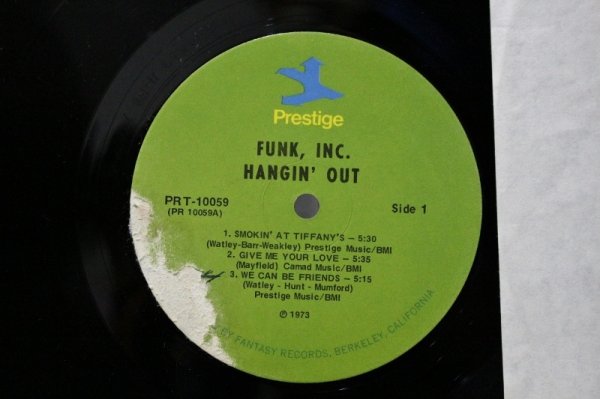 Prestige
FUNK, INC.
HANGIN' OUT
PRT-10059
(PR 10059A)
Side 1
1. SMOKIN' AT TIFFANY'S – 5:30
(Watley-Barr-Weakley) Prestige Music/BMI
2. GIVE ME YOUR LOVE – 5:35
(Mayfield) Camad Music/BMI
3. WE CAN BE FRIENDS – 5:15
(Watley - Hunt - Mumford)
Prestige Music/BMI
℗ 1973
FANTASY RECORDS, BERKELEY, CALIFORNIA